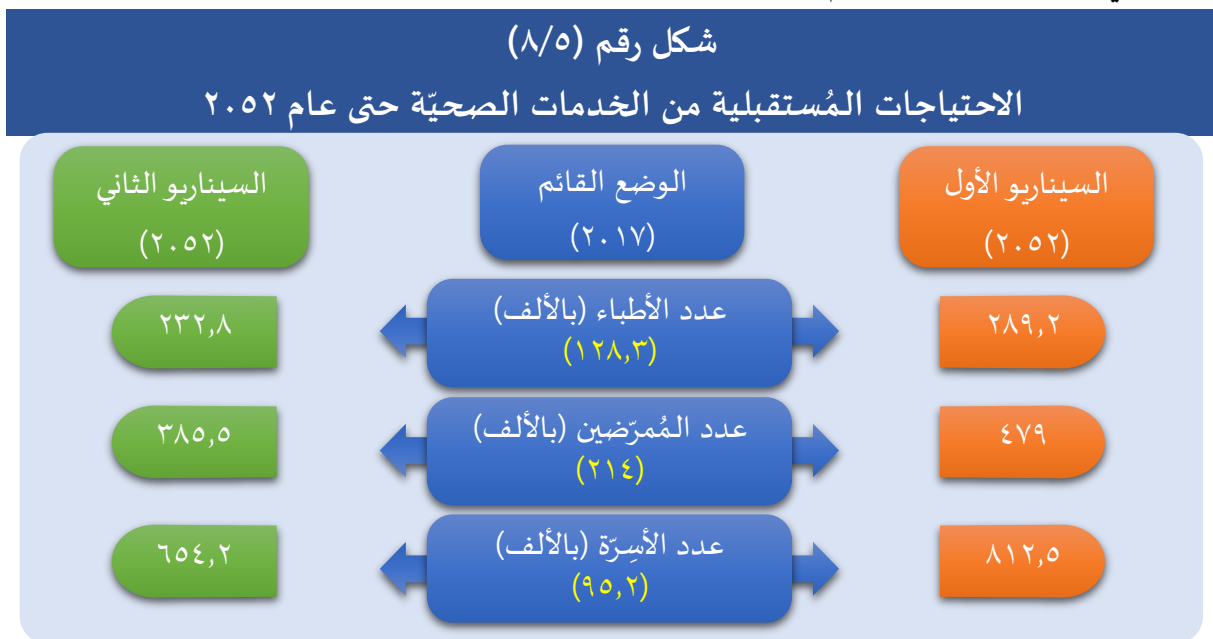 شكل رقم (٨/٥)
الاحتياجات المُستقبلية من الخدمات الصحيّة حتى عام ٢٠٥٢
السيناريو الأول
(٢٠٥٢)
الوضع القائم
(٢٠١٧)
السيناريو الثاني
(٢٠٥٢)
٢٨٩,٢
عدد الأطباء (بالألف)
(١٢٨,٣)
٢٣٢,٨
٤٧٩
عدد المُمرّضين (بالألف)
(٢١٤)
٣٨٥,٥
٨١٢,٥
عدد الأسِرّة (بالألف)
(٩٥,٢)
٦٥٤,٢